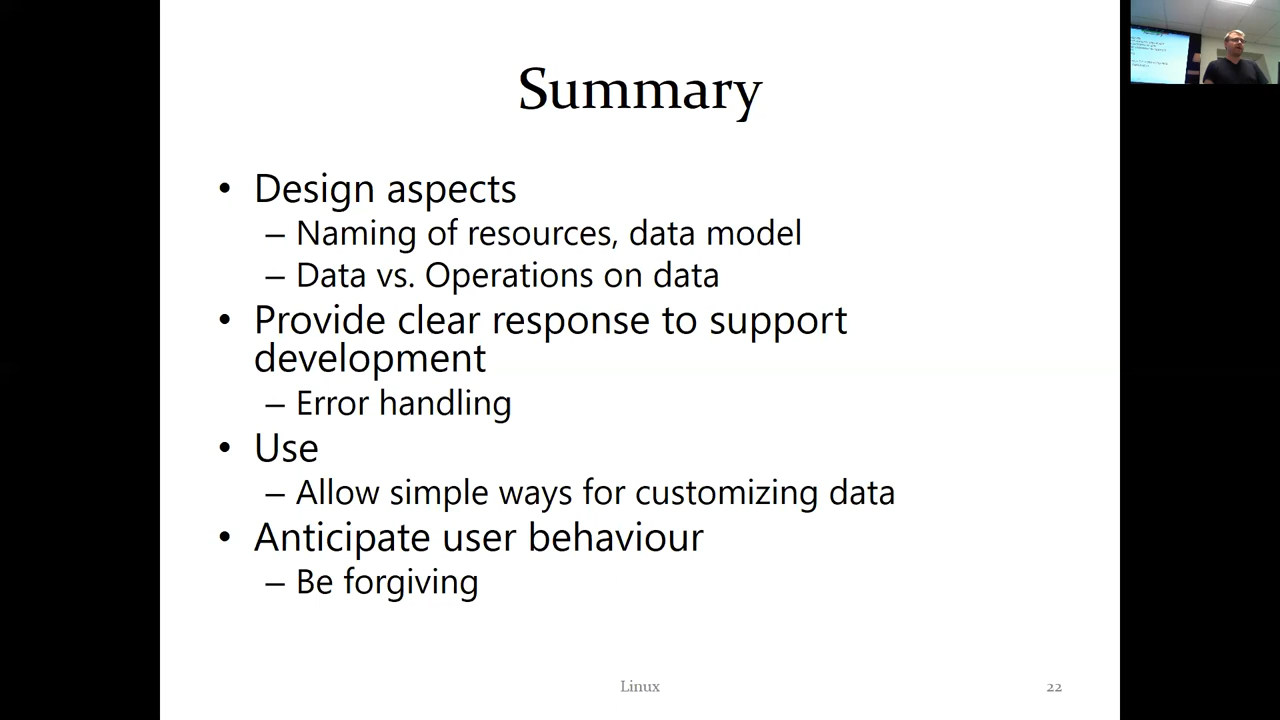 Summary
• Design aspects
– Naming of resources, data model
– Data vs. Operations on data
• Provide clear response to support
development
– Error handling
• Use
– Allow simple ways for customizing data
• Anticipate user behaviour
– Be forgiving
Linux
22